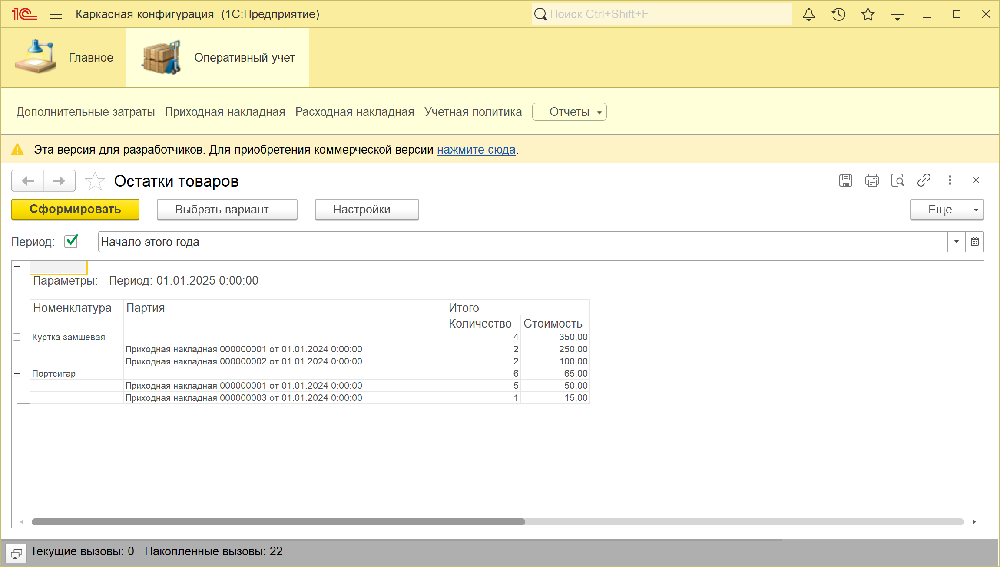 1С Каркасная конфигурация (1С:Предприятие) Поиск Ctrl+Shift+F
Главное Оперативный учет
Дополнительные затраты Приходная накладная Расходная накладная Учетная политика Отчеты
Эта версия для разработчиков. Для приобретения коммерческой версии нажмите сюда.
Остатки товаров
Сформировать Выбрать вариант... Настройки... Еще
Период: Начало этого года
Параметры: Период: 01.01.2025 0:00:00
Номенклатура Партия Итого
Количество Стоимость
Куртка замшевая 4 350,00
Приходная накладная 000000001 от 01.01.2024 0:00:00 2 250,00
Приходная накладная 000000002 от 01.01.2024 0:00:00 2 100,00
Портсигар 6 65,00
Приходная накладная 000000001 от 01.01.2024 0:00:00 5 50,00
Приходная накладная 000000003 от 01.01.2024 0:00:00 1 15,00
Текущие вызовы: 0 Накопленные вызовы: 22